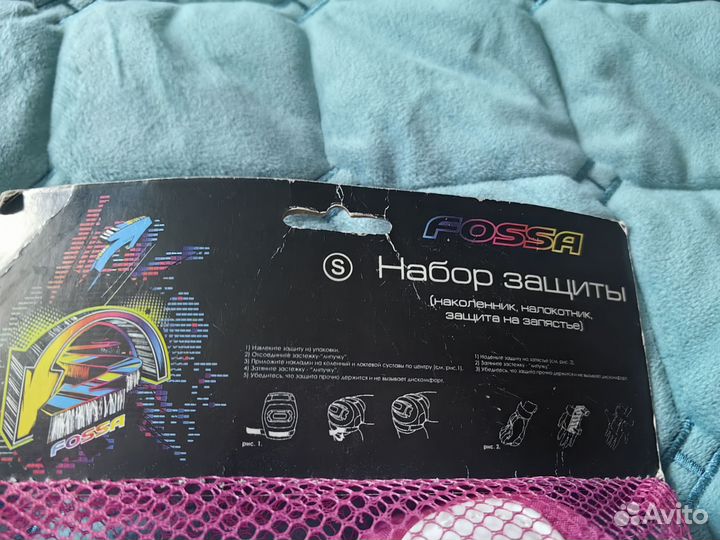 FOSSA
S Набор защиты
(наколенник, налокотник,
защита на запястье)
1) Извлеките защиту из упаковки.
2) Отсоедините застежку-"липучку".
3) Приложите накладки на коленный и локтевой суставы по центру (см. рис.1).
4) Затяните застежку - "липучку".
5) Убедитесь, что защита прочно держится и не вызывает дискомфорт.
1) Наденьте защиту на запястье (см. рис. 2).
2) Затяните застежку - "липучку".
3) Убедитесь, что защита прочно держится и не вызывает дискомфорт.
рис. 1.
рис. 2.
FOSSA
Avito